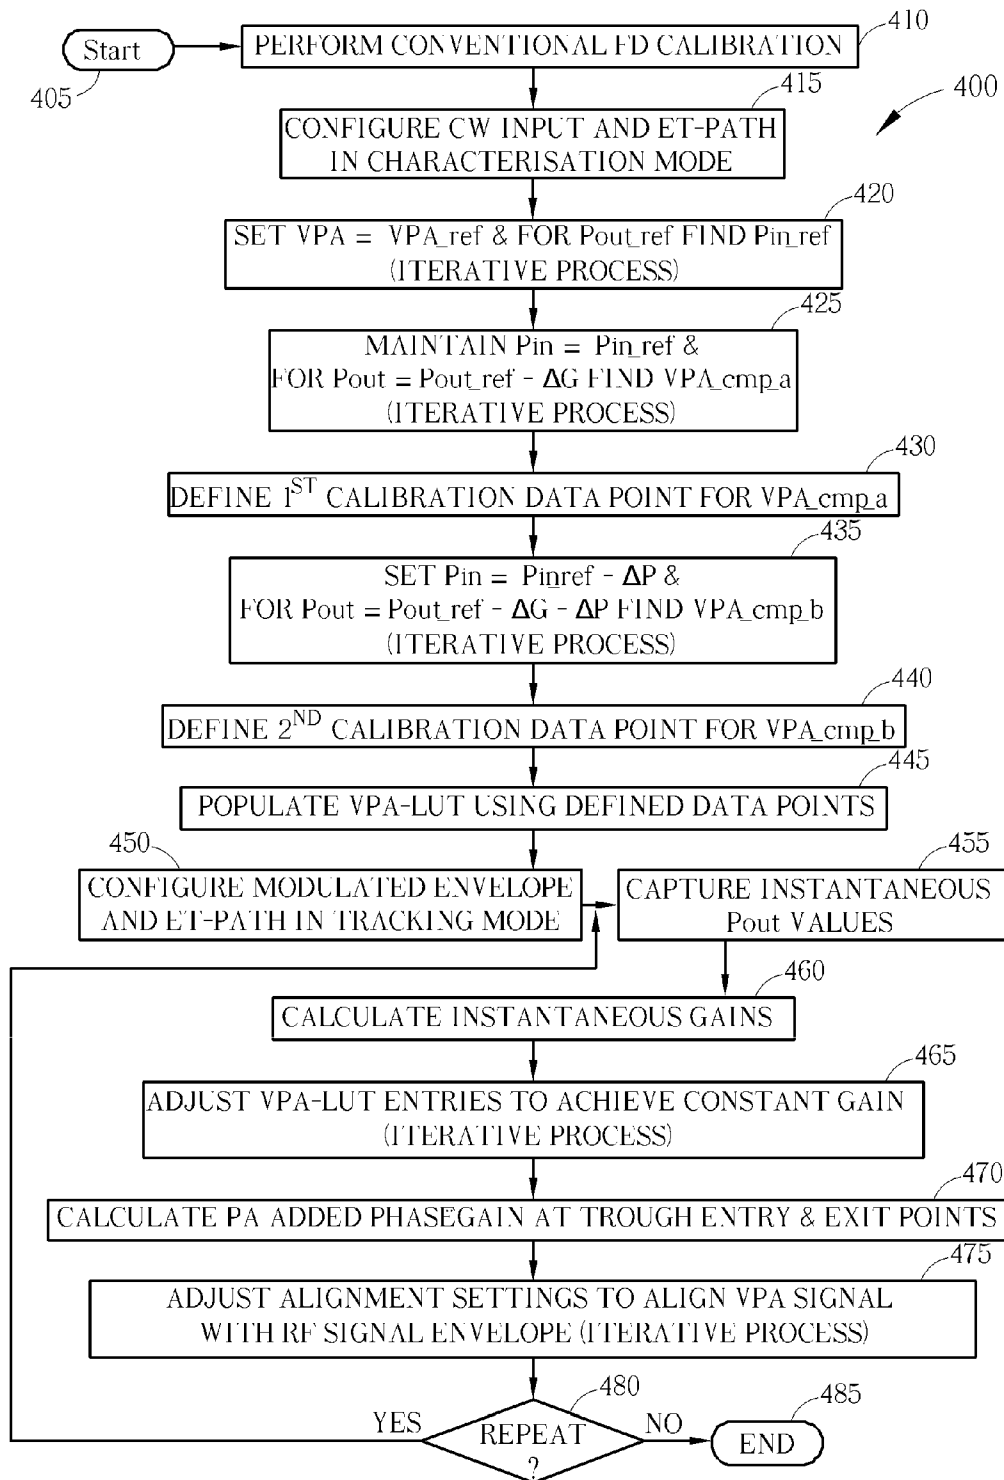 Start
405
PERFORM CONVENTIONAL FD CALIBRATION
410
400
415
CONFIGURE CW INPUT AND ET-PATH
IN CHARACTERISATION MODE
420
SET VPA = VPA_ref & FOR Pout_ref FIND Pin_ref
(ITERATIVE PROCESS)
425
MAINTAIN Pin = Pin_ref &
FOR Pout = Pout_ref - ΔG FIND VPA_cmp_a
(ITERATIVE PROCESS)
430
DEFINE 1ST CALIBRATION DATA POINT FOR VPA_cmp_a
435
SET Pin = Pin_ref - ΔP &
FOR Pout = Pout_ref - ΔG - ΔP FIND VPA_cmp_b
(ITERATIVE PROCESS)
440
DEFINE 2ND CALIBRATION DATA POINT FOR VPA_cmp_b
445
POPULATE VPA-LUT USING DEFINED DATA POINTS
450
CONFIGURE MODULATED ENVELOPE
AND ET-PATH IN TRACKING MODE
455
CAPTURE INSTANTANEOUS
Pout VALUES
460
CALCULATE INSTANTANEOUS GAINS
465
ADJUST VPA-LUT ENTRIES TO ACHIEVE CONSTANT GAIN
(ITERATIVE PROCESS)
470
CALCULATE PA ADDED PHASEGAIN AT TROUGH ENTRY & EXIT POINTS
475
ADJUST ALIGNMENT SETTINGS TO ALIGN VPA SIGNAL
WITH RF SIGNAL ENVELOPE (ITERATIVE PROCESS)
480
YES
REPEAT
?
NO
485
END